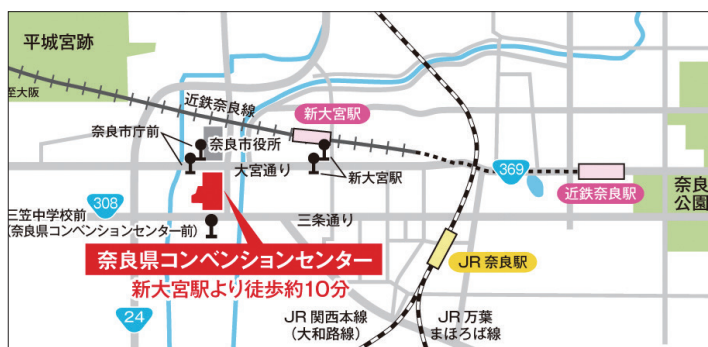 平城宮跡
至大阪
近鉄奈良線
新大宮駅
奈良市庁前
奈良市役所
大宮通り
新大宮駅
369
近鉄奈良駅
奈良
公園
308
三笠中学校前
(奈良県コンベンションセンター前)
三条通り
奈良県コンベンションセンター
新大宮駅より徒歩約10分
JR 奈良駅
24
JR 関西本線
(大和路線)
JR 万葉
まほろば線